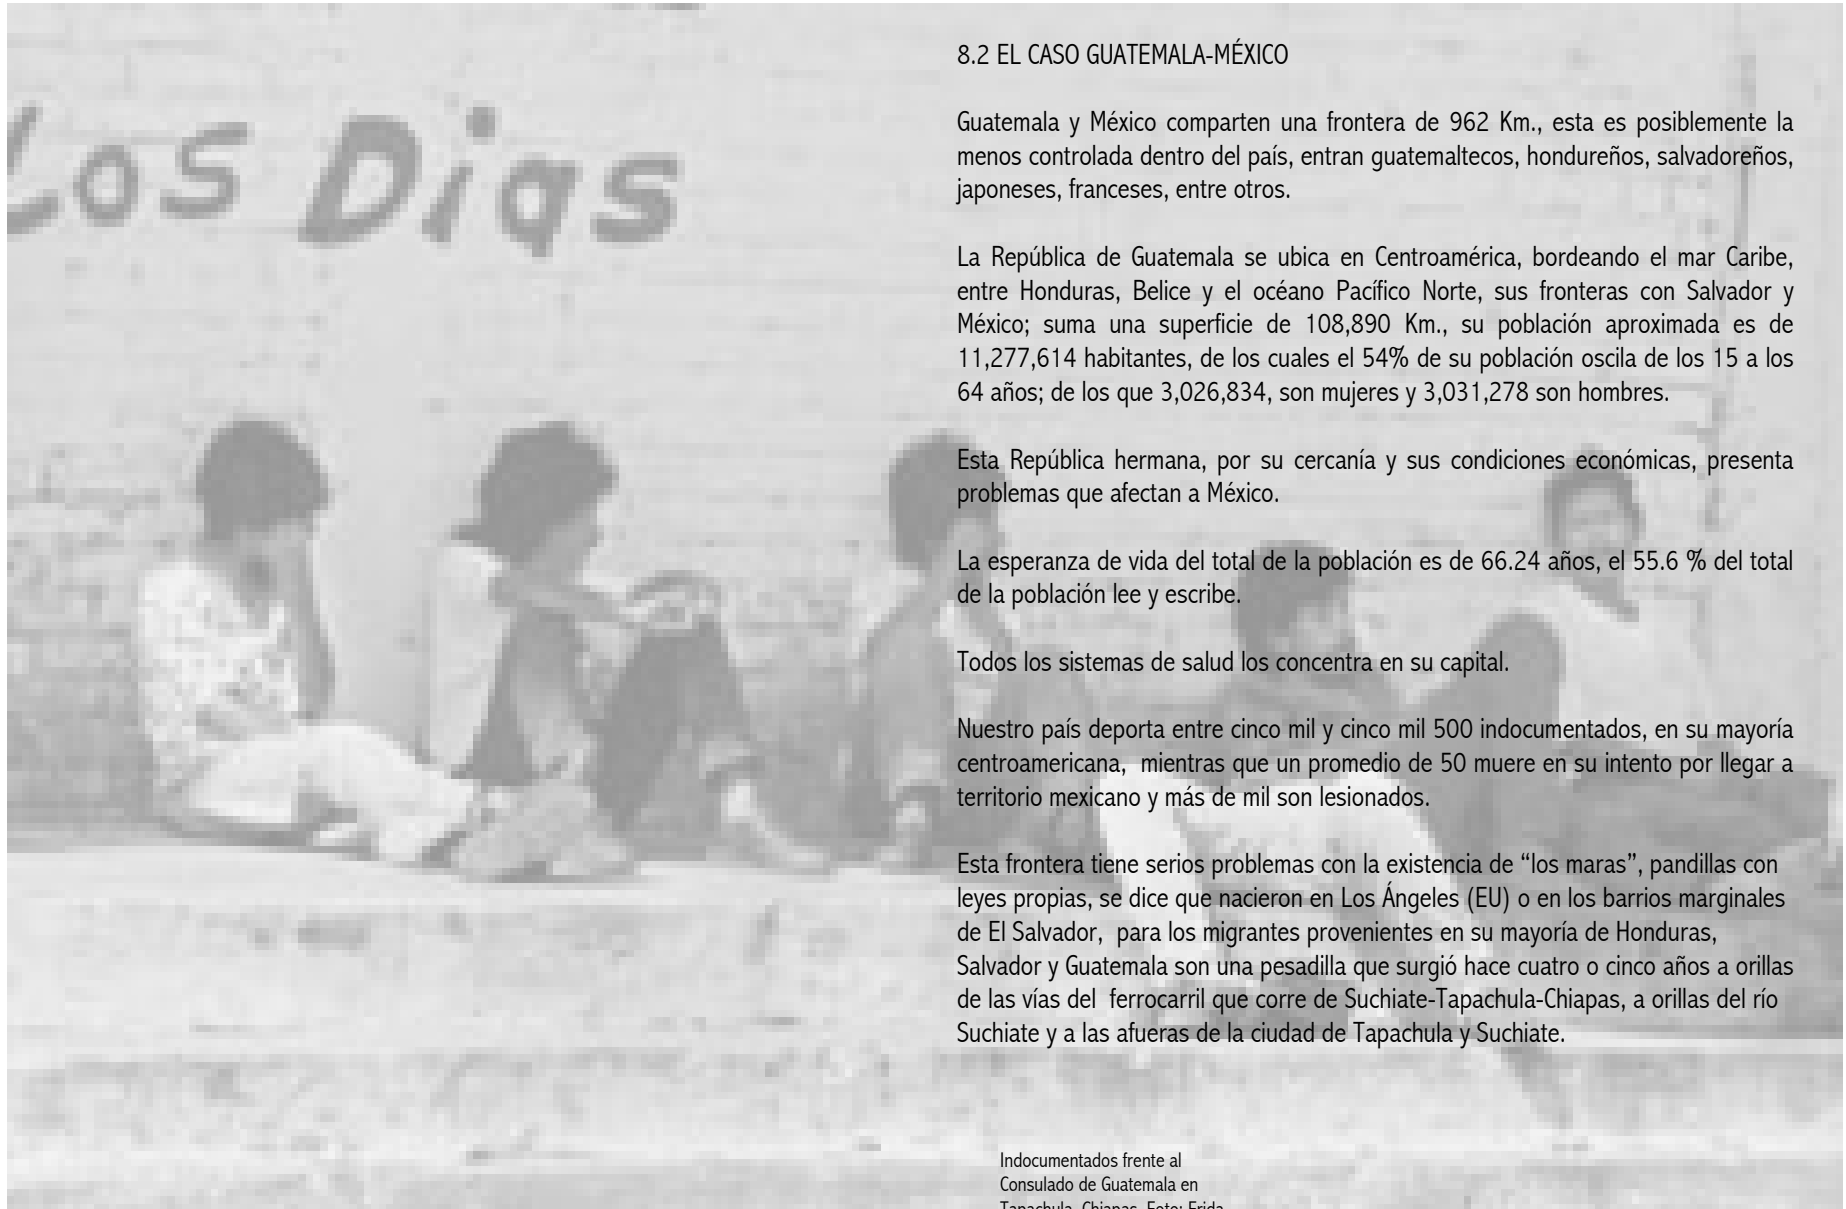 Los Dias
8.2 EL CASO GUATEMALA-MÉXICO
Guatemala y México comparten una frontera de 962 Km., esta es posiblemente la
menos controlada dentro del país, entran guatemaltecos, hondureños, salvadoreños,
japoneses, franceses, entre otros.
La República de Guatemala se ubica en Centroamérica, bordeando el mar Caribe,
entre Honduras, Belice y el océano Pacífico Norte, sus fronteras con Salvador y
México; suma una superficie de 108,890 Km., su población aproximada es de
11,277,614 habitantes, de los cuales el 54% de su población oscila de los 15 a los
64 años; de los que 3,026,834, son mujeres y 3,031,278 son hombres.
Esta República hermana, por su cercanía y sus condiciones económicas, presenta
problemas que afectan a México.
La esperanza de vida del total de la población es de 66.24 años, el 55.6 % del total
de la población lee y escribe.
Todos los sistemas de salud los concentra en su capital.
Nuestro país deporta entre cinco mil y cinco mil 500 indocumentados, en su mayoría
centroamericana, mientras que un promedio de 50 muere en su intento por llegar a
territorio mexicano y más de mil son lesionados.
Esta frontera tiene serios problemas con la existencia de “los maras”, pandillas con
leyes propias, se dice que nacieron en Los Ángeles (EU) o en los barrios marginales
de El Salvador, para los migrantes provenientes en su mayoría de Honduras,
Salvador y Guatemala son una pesadilla que surgió hace cuatro o cinco años a orillas
de las vías del ferrocarril que corre de Suchiate-Tapachula-Chiapas, a orillas del río
Suchiate y a las afueras de la ciudad de Tapachula y Suchiate.
Indocumentados frente al
Consulado de Guatemala en
Tapachula, Chiapas. Foto: Frida